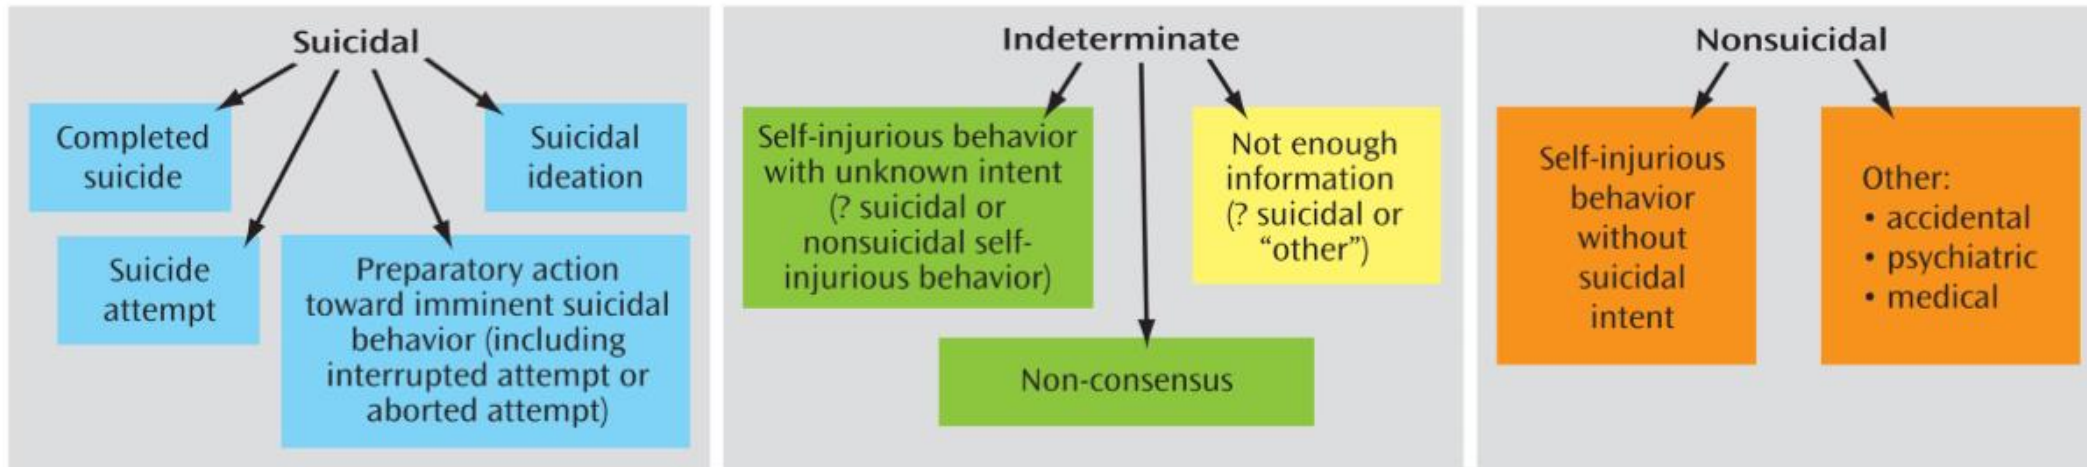 Suicidal
Completed
suicide
Suicidal
ideation
Suicide
attempt
Preparatory action
toward imminent suicidal
behavior (including
interrupted attempt or
aborted attempt)
Indeterminate
Self-injurious behavior
with unknown intent
(? suicidal or
nonsuicidal self-
injurious behavior)
Not enough
information
(? suicidal or
“other”)
Non-consensus
Nonsuicidal
Self-injurious
behavior
without
suicidal
intent
Other:
• accidental
• psychiatric
• medical